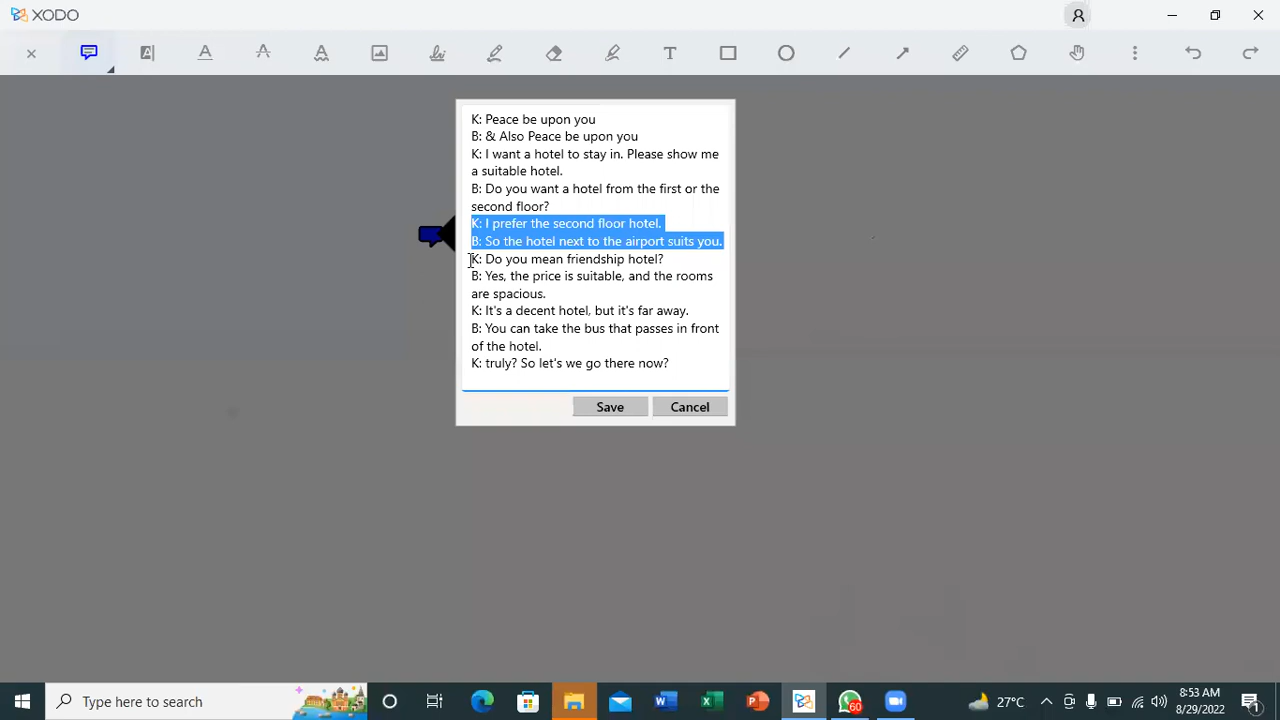 XODO
K: Peace be upon you
B: & Also Peace be upon you
K: I want a hotel to stay in. Please show me
a suitable hotel.
B: Do you want a hotel from the first or the
second floor?
K: I prefer the second floor hotel.
B: So the hotel next to the airport suits you.
K: Do you mean friendship hotel?
B: Yes, the price is suitable, and the rooms
are spacious.
K: It's a decent hotel, but it's far away.
B: You can take the bus that passes in front
of the hotel.
K: truly? So let's we go there now?
Save Cancel
Type here to search
60
27°C
8:53 AM
8/29/2022
1